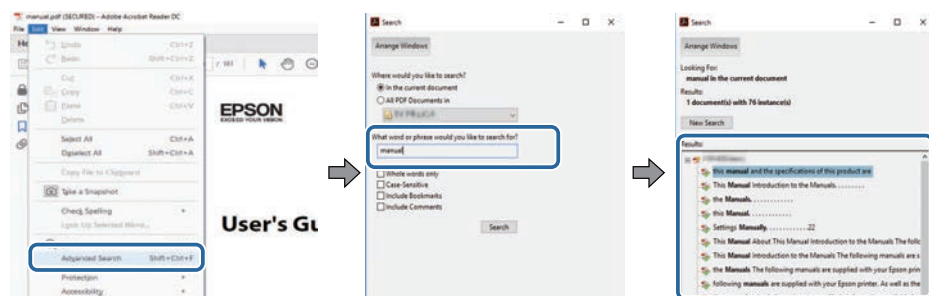 manual.pdf (SECURED) - Adobe Acrobat Reader DC
File Edit View Window Help
Undo Ctrl+Z
Redo Shift+Ctrl+Z
Cut Ctrl+X
Copy Ctrl+C
Paste Ctrl+V
Delete
Select All Ctrl+A
Deselect All Shift+Ctrl+A
Copy File to Clipboard
Take a Snapshot
Check Spelling
Look Up Selected Word...
Advanced Search Shift+Ctrl+F
Protection
Accessibility
EPSON
EXCEED YOUR VISION
User's Gu
Search
Arrange Windows
Where would you like to search?
In the current document
All PDF Documents in
What word or phrase would you like to search for?
manual
Whole words only
Case-Sensitive
Include Bookmarks
Include Comments
Search
Search
Arrange Windows
Looking For:
manual in the current document
Results:
1 document(s) with 76 instance(s)
New Search
Results:
this manual and the specifications of this product are
This Manual Introduction to the Manuals. . . . . . . . .
the Manuals. . . . . . . . . . . . .
this Manual. . . . . . . . . . . . .
Settings Manually. . . . . . . . . . . . .22
This Manual About This Manual Introduction to the Manuals The follo
This Manual Introduction to the Manuals The following manuals are s
the Manuals The following manuals are supplied with your Epson prin
following manuals are supplied with your Epson printer. As well as the